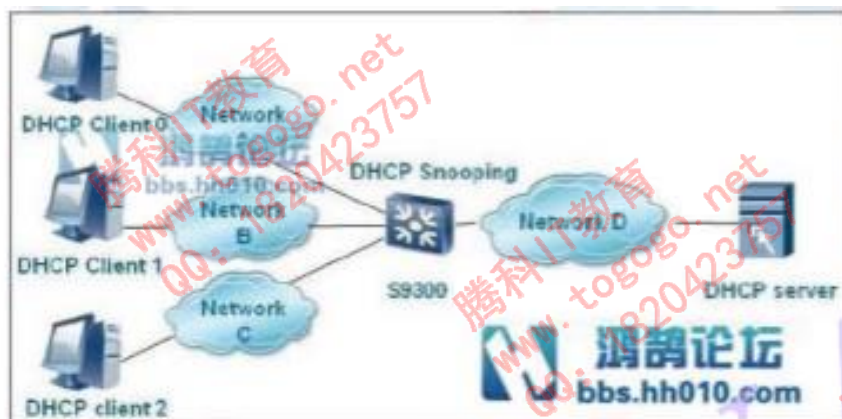 DHCP Client 0
Network
DHCP Snooping
鸿鹄论坛
bbs.hh010.com
Network
B
DHCP Client 1
Network D
S9300
DHCP server
Network
C
DHCP client 2
鸿鹄论坛
bbs.hh010.com
腾科IT教育
www.togogo.net
QQ: 1820423757
腾科IT教育
www.togogo.net
QQ: 1820423757